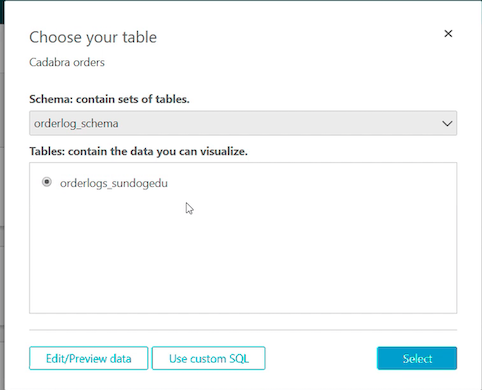 Choose your table
Cadabra orders
Schema: contain sets of tables.
orderlog_schema
Tables: contain the data you can visualize.
orderlogs_sundogedu
Edit/Preview data
Use custom SQL
Select